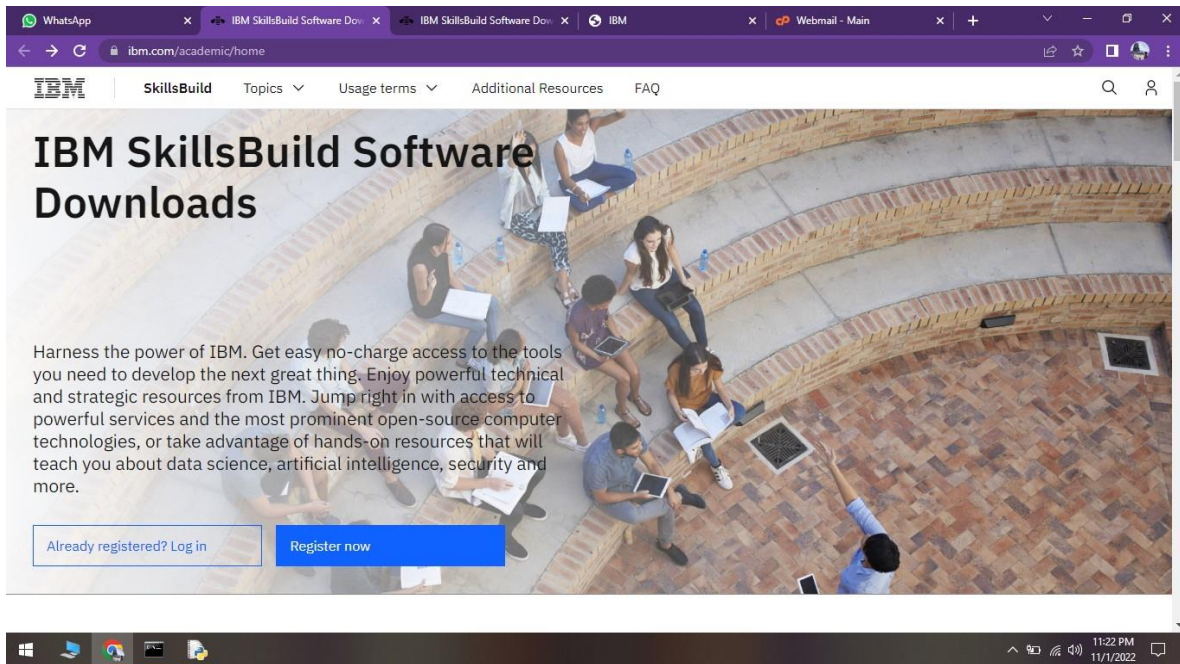 WhatsApp
IBM SkillsBuild Software Dow
IBM SkillsBuild Software Dow
IBM
cP Webmail - Main
ibm.com/academic/home
IBM
SkillsBuild Topics Usage terms Additional Resources FAQ
IBM SkillsBuild Software
Downloads
Harness the power of IBM. Get easy no-charge access to the tools
you need to develop the next great thing. Enjoy powerful technical
and strategic resources from IBM. Jump right in with access to
powerful services and the most prominent open-source computer
technologies, or take advantage of hands-on resources that will
teach you about data science, artificial intelligence, security and
more.
Already registered? Log in
Register now
11:22 PM
11/1/2022